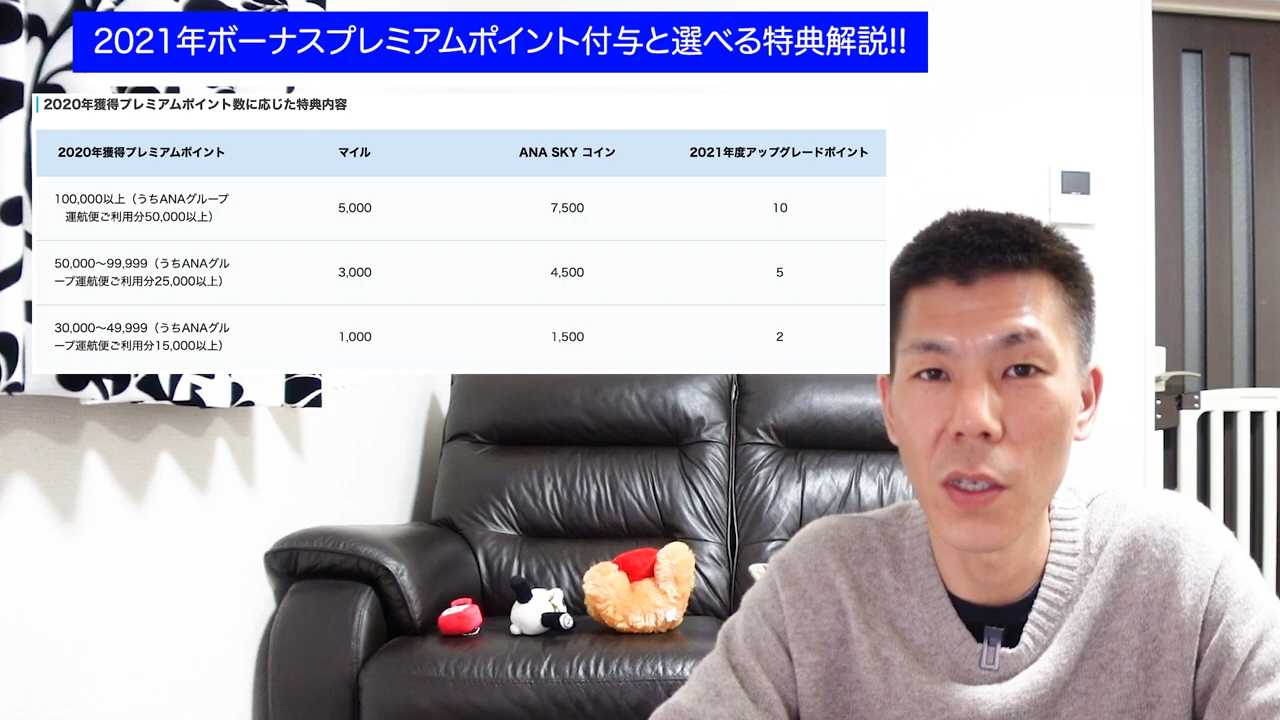 2021年ボーナスプレミアムポイント付与と選べる特典解説!!
2020年獲得プレミアムポイント数に応じた特典内容
2020年獲得プレミアムポイント マイル ANA SKY コイン 2021年度アップグレードポイント
100,000以上（うちANAグループ
運航便ご利用分50,000以上） 5,000 7,500 10
50,000〜99,999（うちANAグル
ープ運航便ご利用分25,000以上） 3,000 4,500 5
30,000〜49,999（うちANAグル
ープ運航便ご利用分15,000以上） 1,000 1,500 2